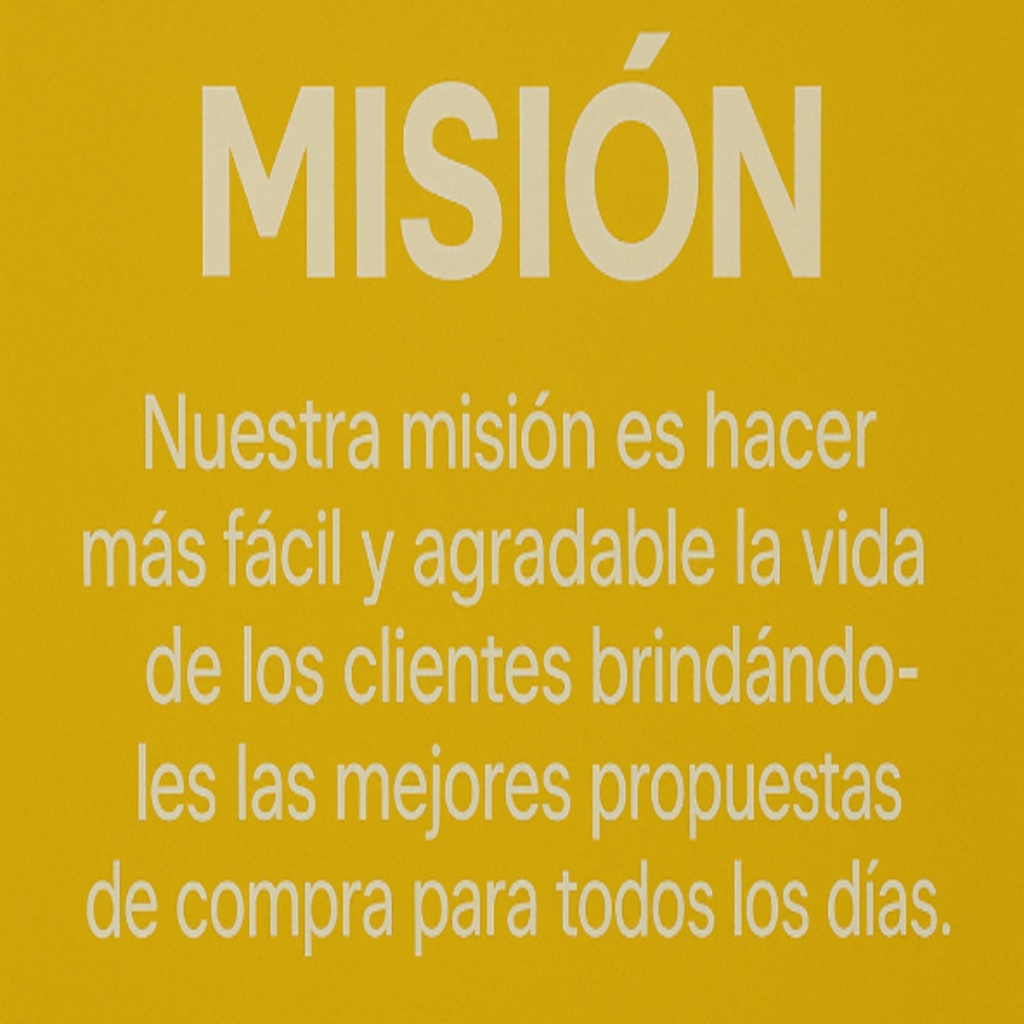 MISIÓN
Nuestra misión es hacer
más fácil y agradable la vida
de los clientes brindándo-
les las mejores propuestas
de compra para todos los días.